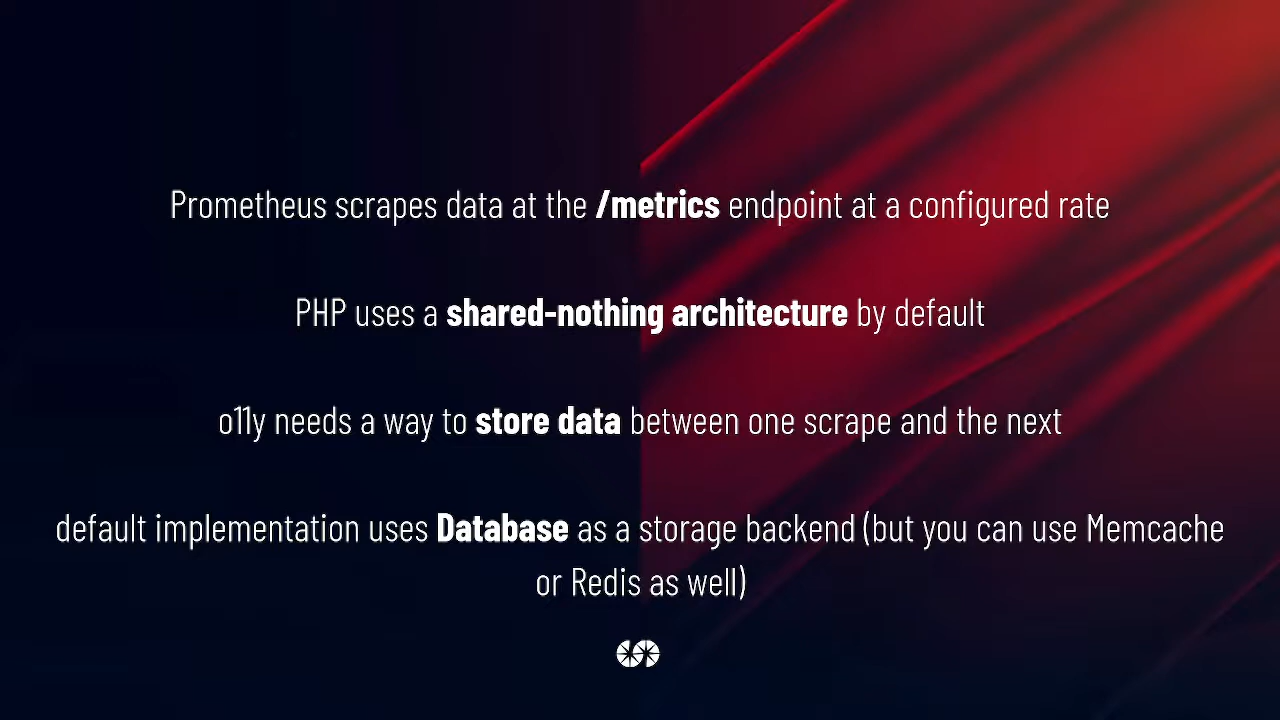 Prometheus scrapes data at the /metrics endpoint at a configured rate
PHP uses a shared-nothing architecture by default
o11y needs a way to store data between one scrape and the next
default implementation uses Database as a storage backend (but you can use Memcache
or Redis as well)